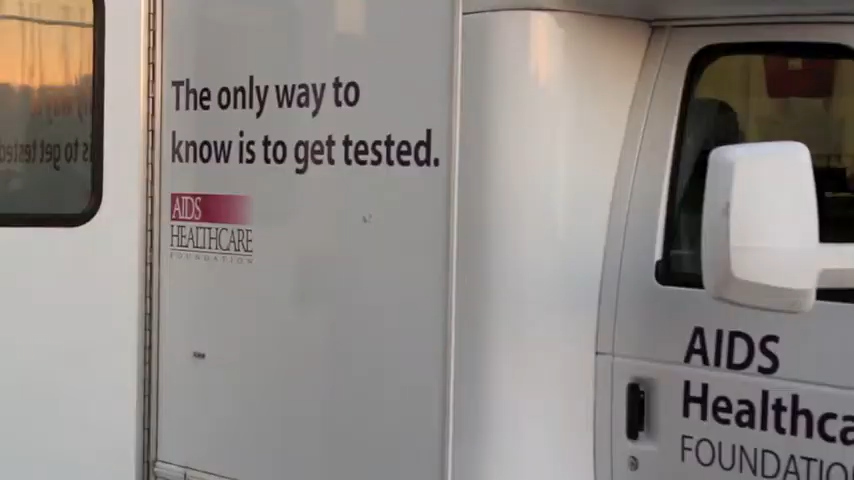 The only way to
know is to get tested.
AIDS
HEALTHCARE
FOUNDATION
AIDS
Healthca
FOUNDATIO